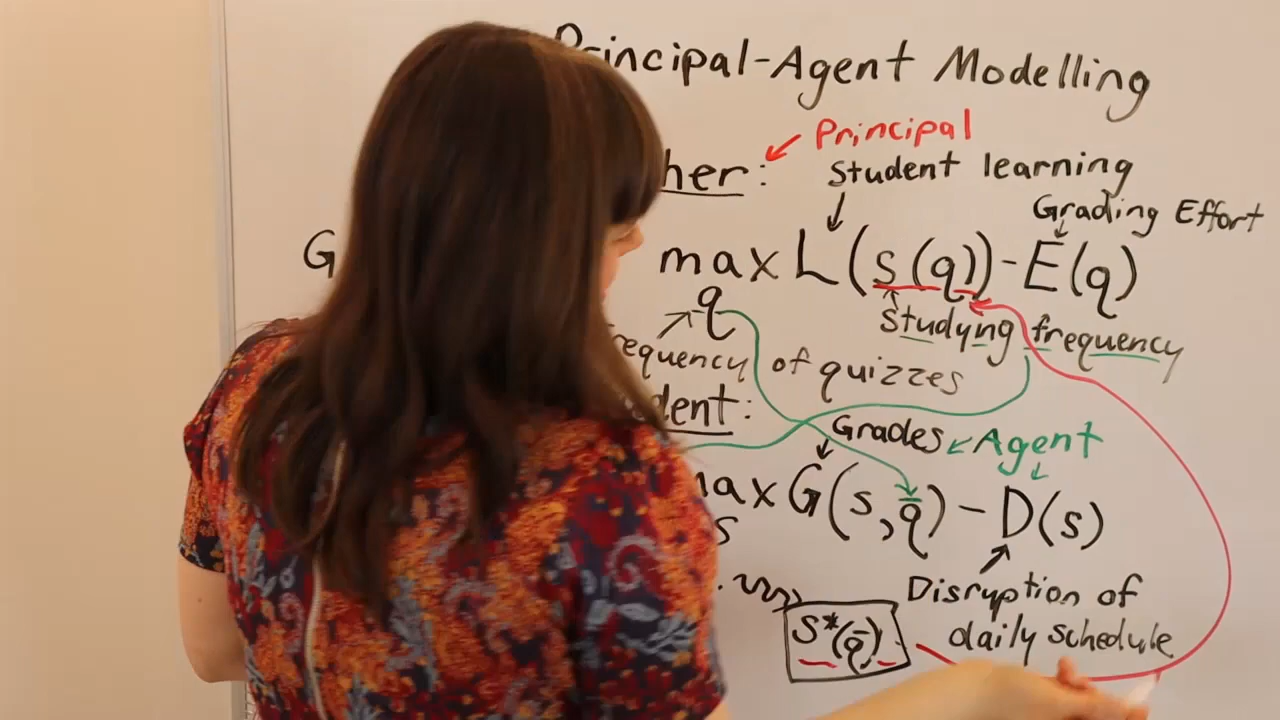 Principal-Agent Modelling
Principal
her:
Student learning
Grading Effort
G
max L(s(q)) - E(q)
q
studying frequency
requency of quizzes
dent:
Grades Agent
max G(s, q̄) - D(s)
s
Disruption of
daily schedule
s*(q̄)